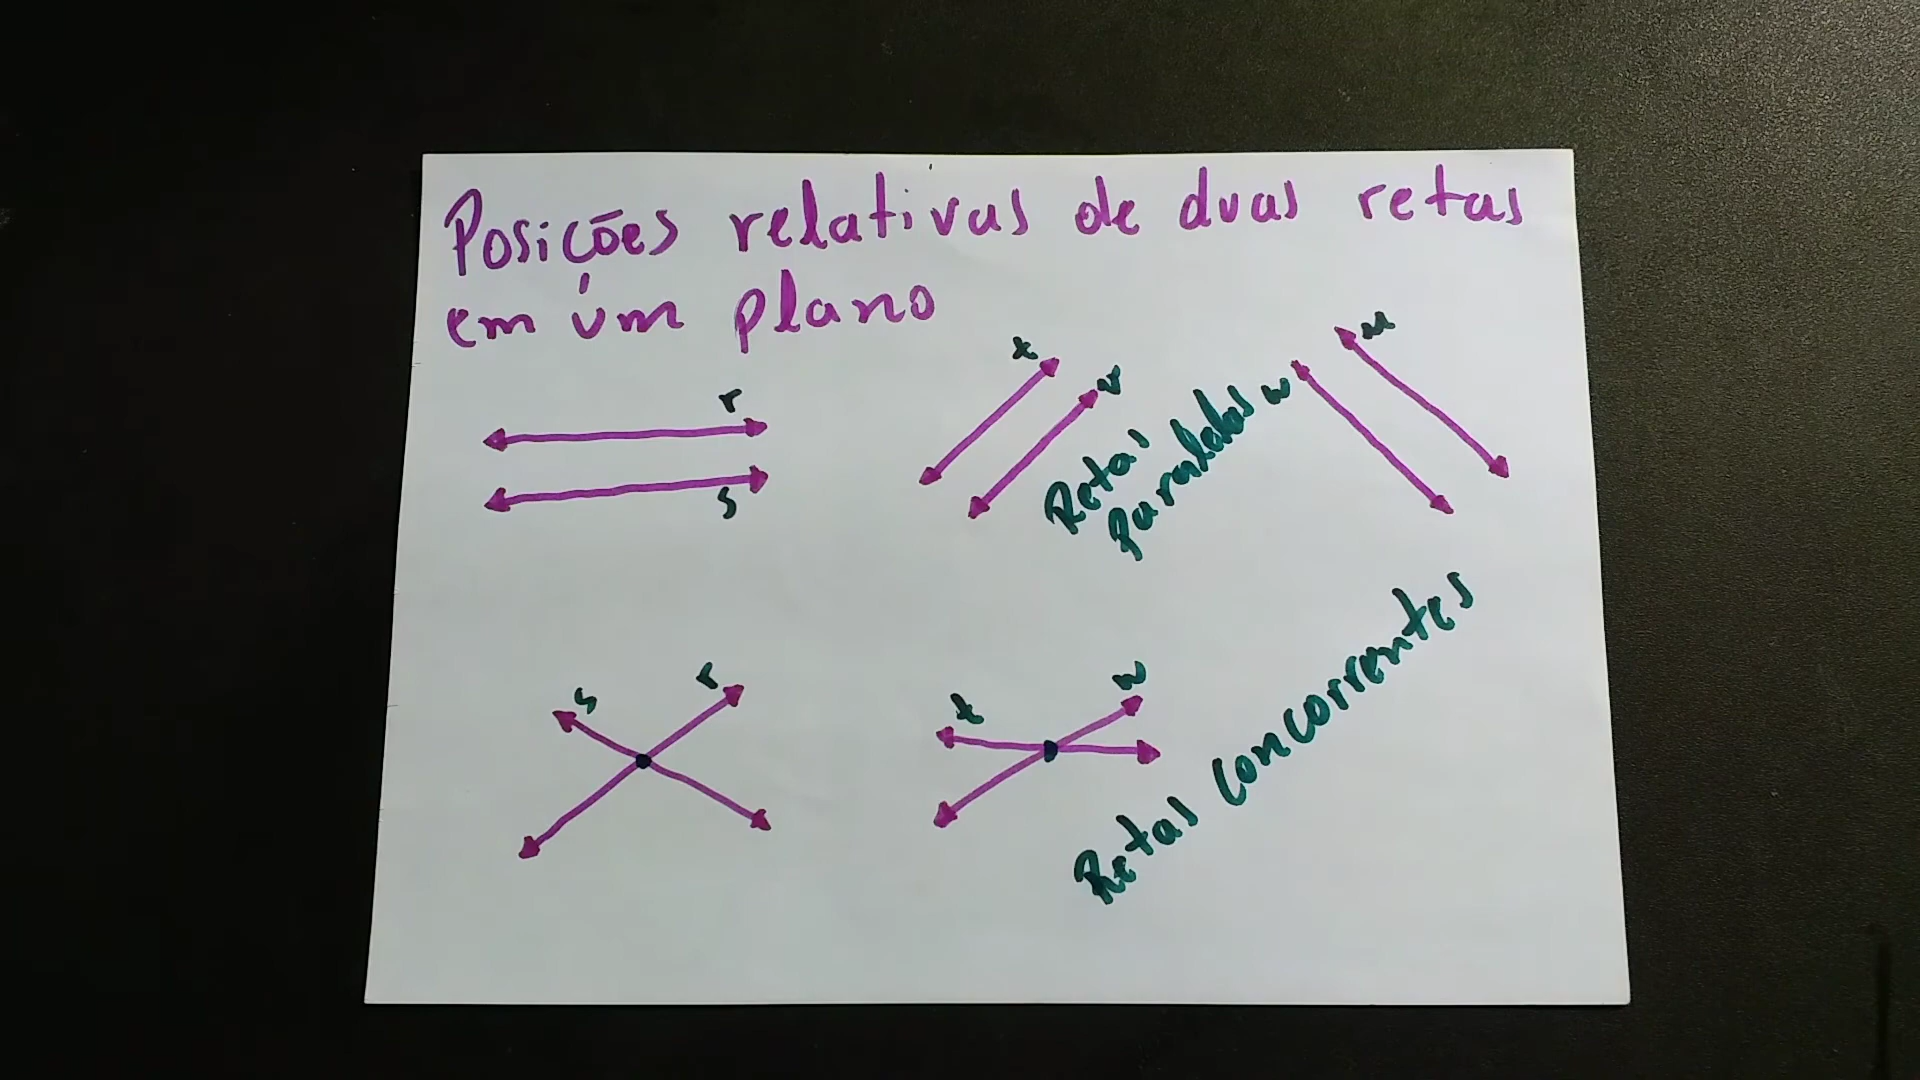 Posições relativas de duas retas
em um plano
r
s
t
v
Retas
Paralelas
w
u
s
r
t
w
Retas concorrentes